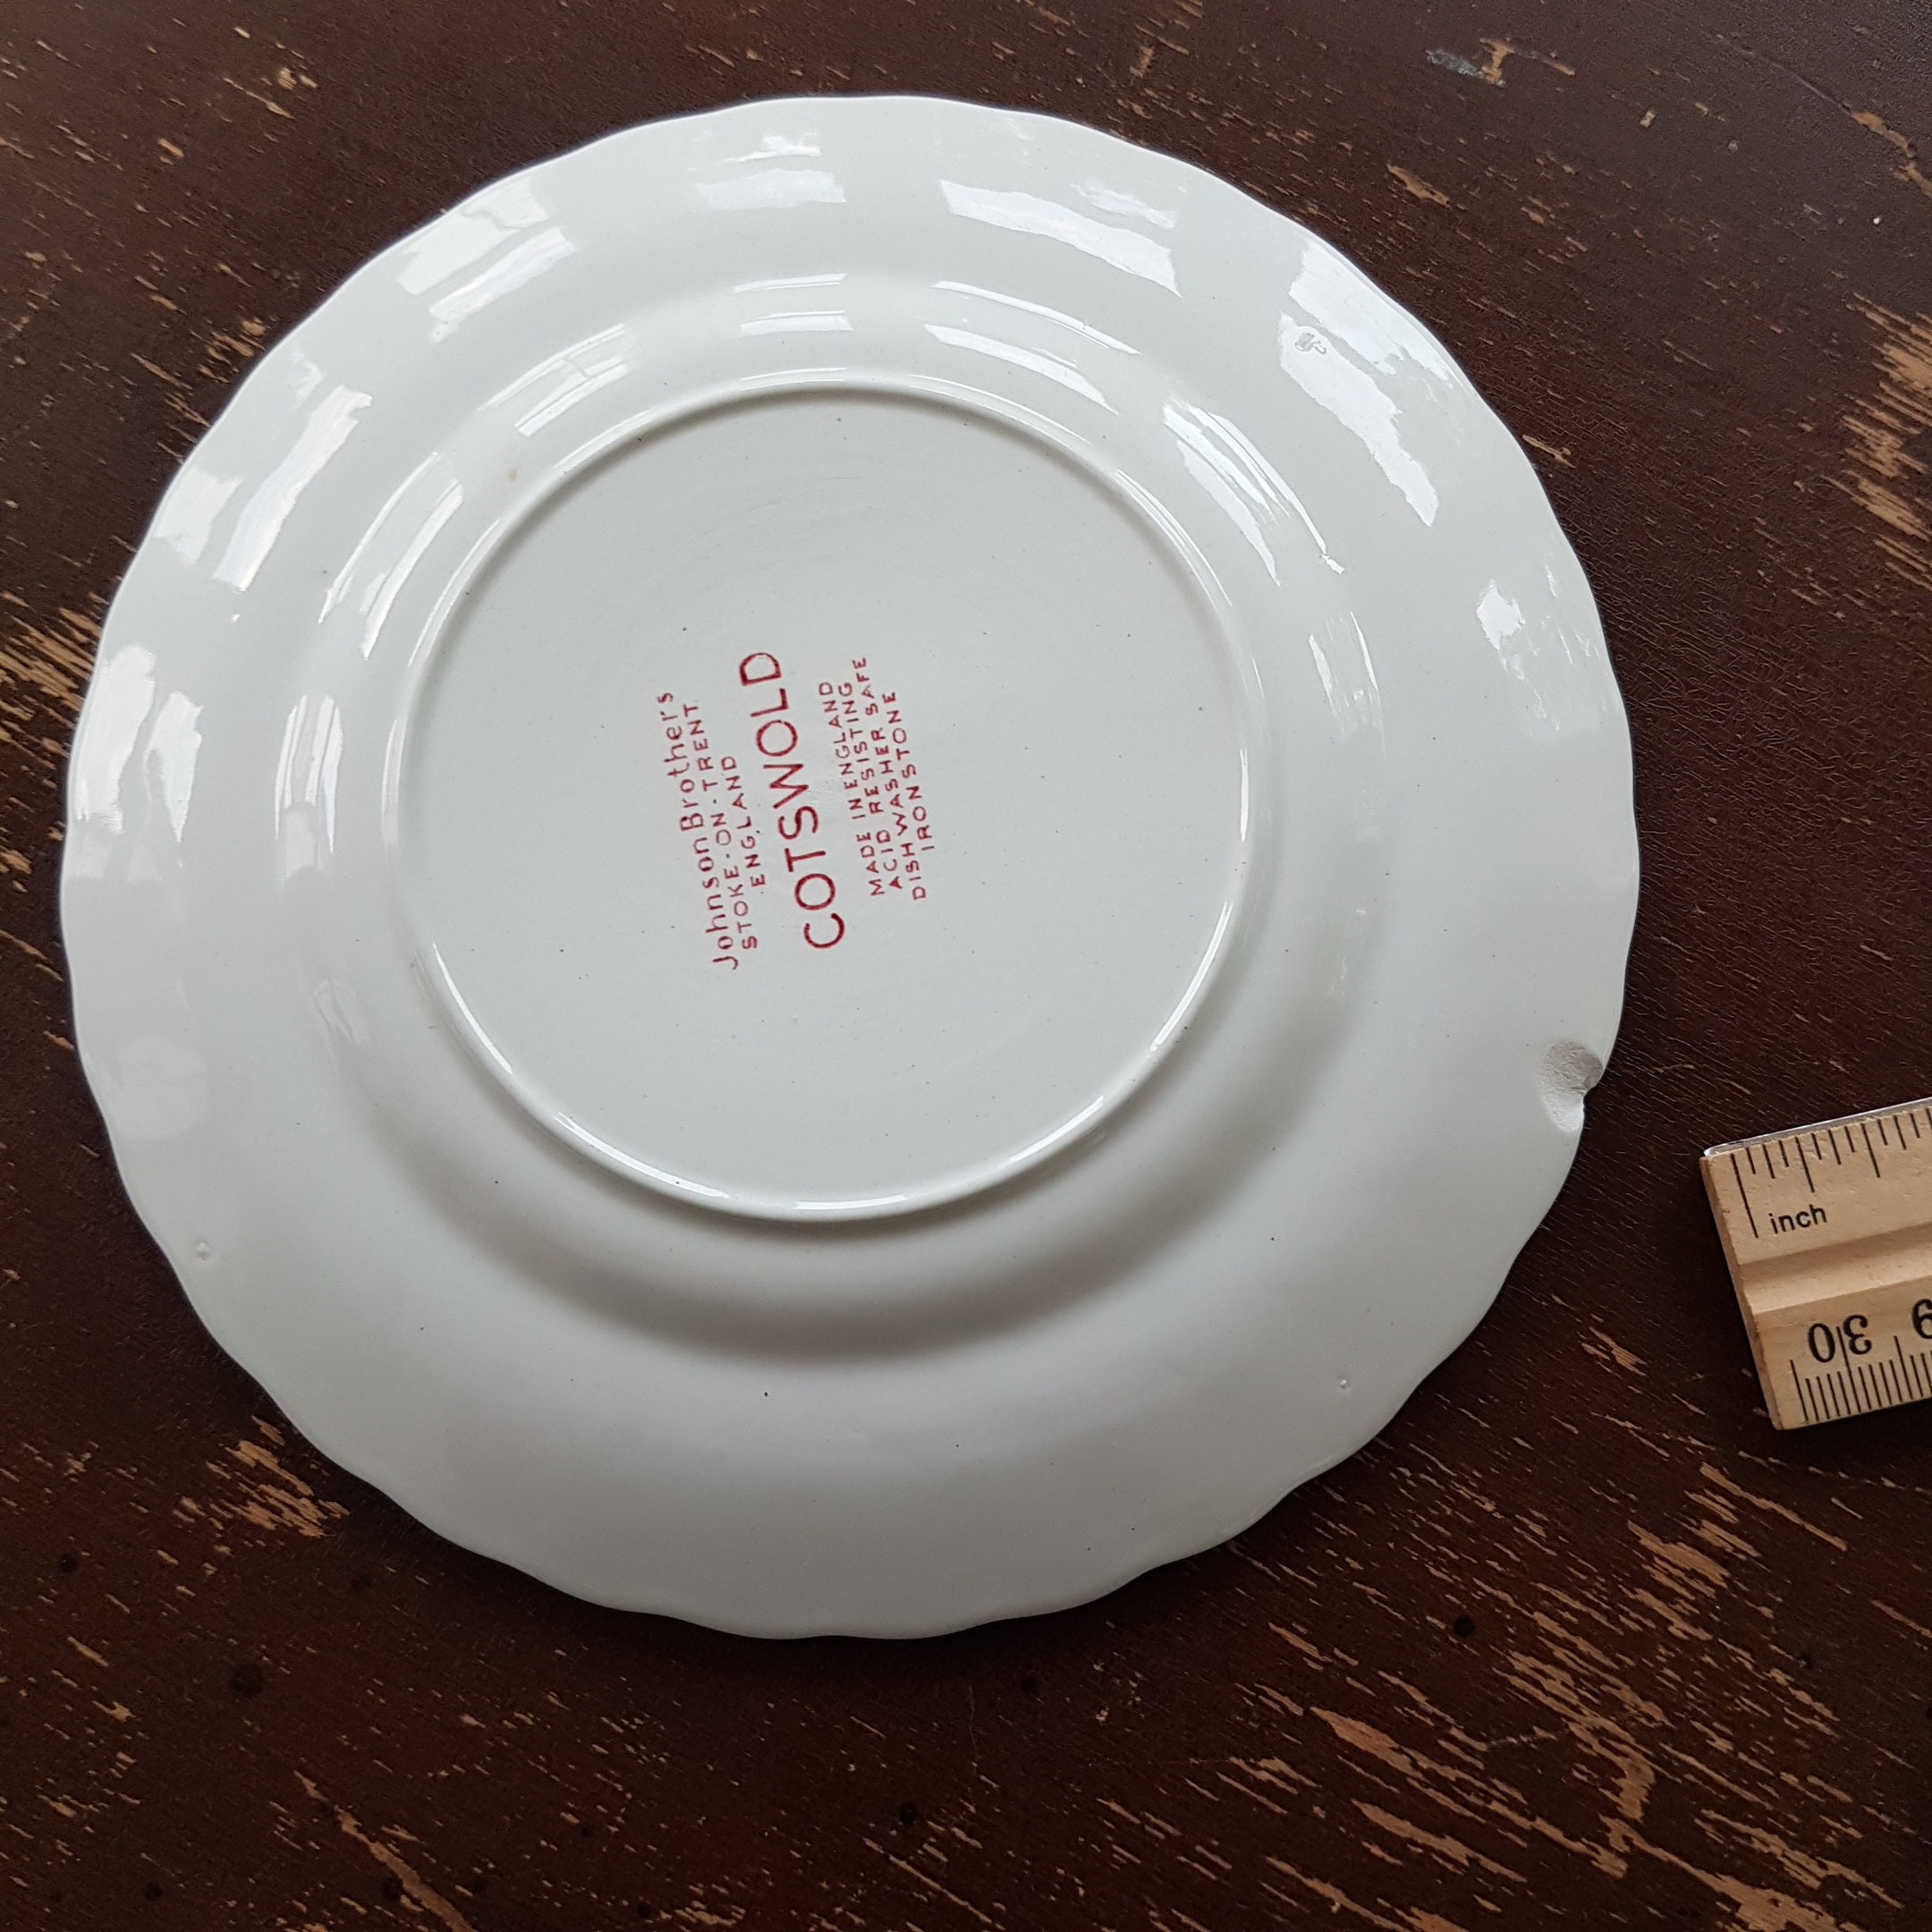 Johnson Brothers
STOKE-ON-TRENT
ENGLAND
COTSWOLD
MADE IN ENGLAND
ACID RESISTING
DISHWASHER SAFE
IRONSTONE
inch
30